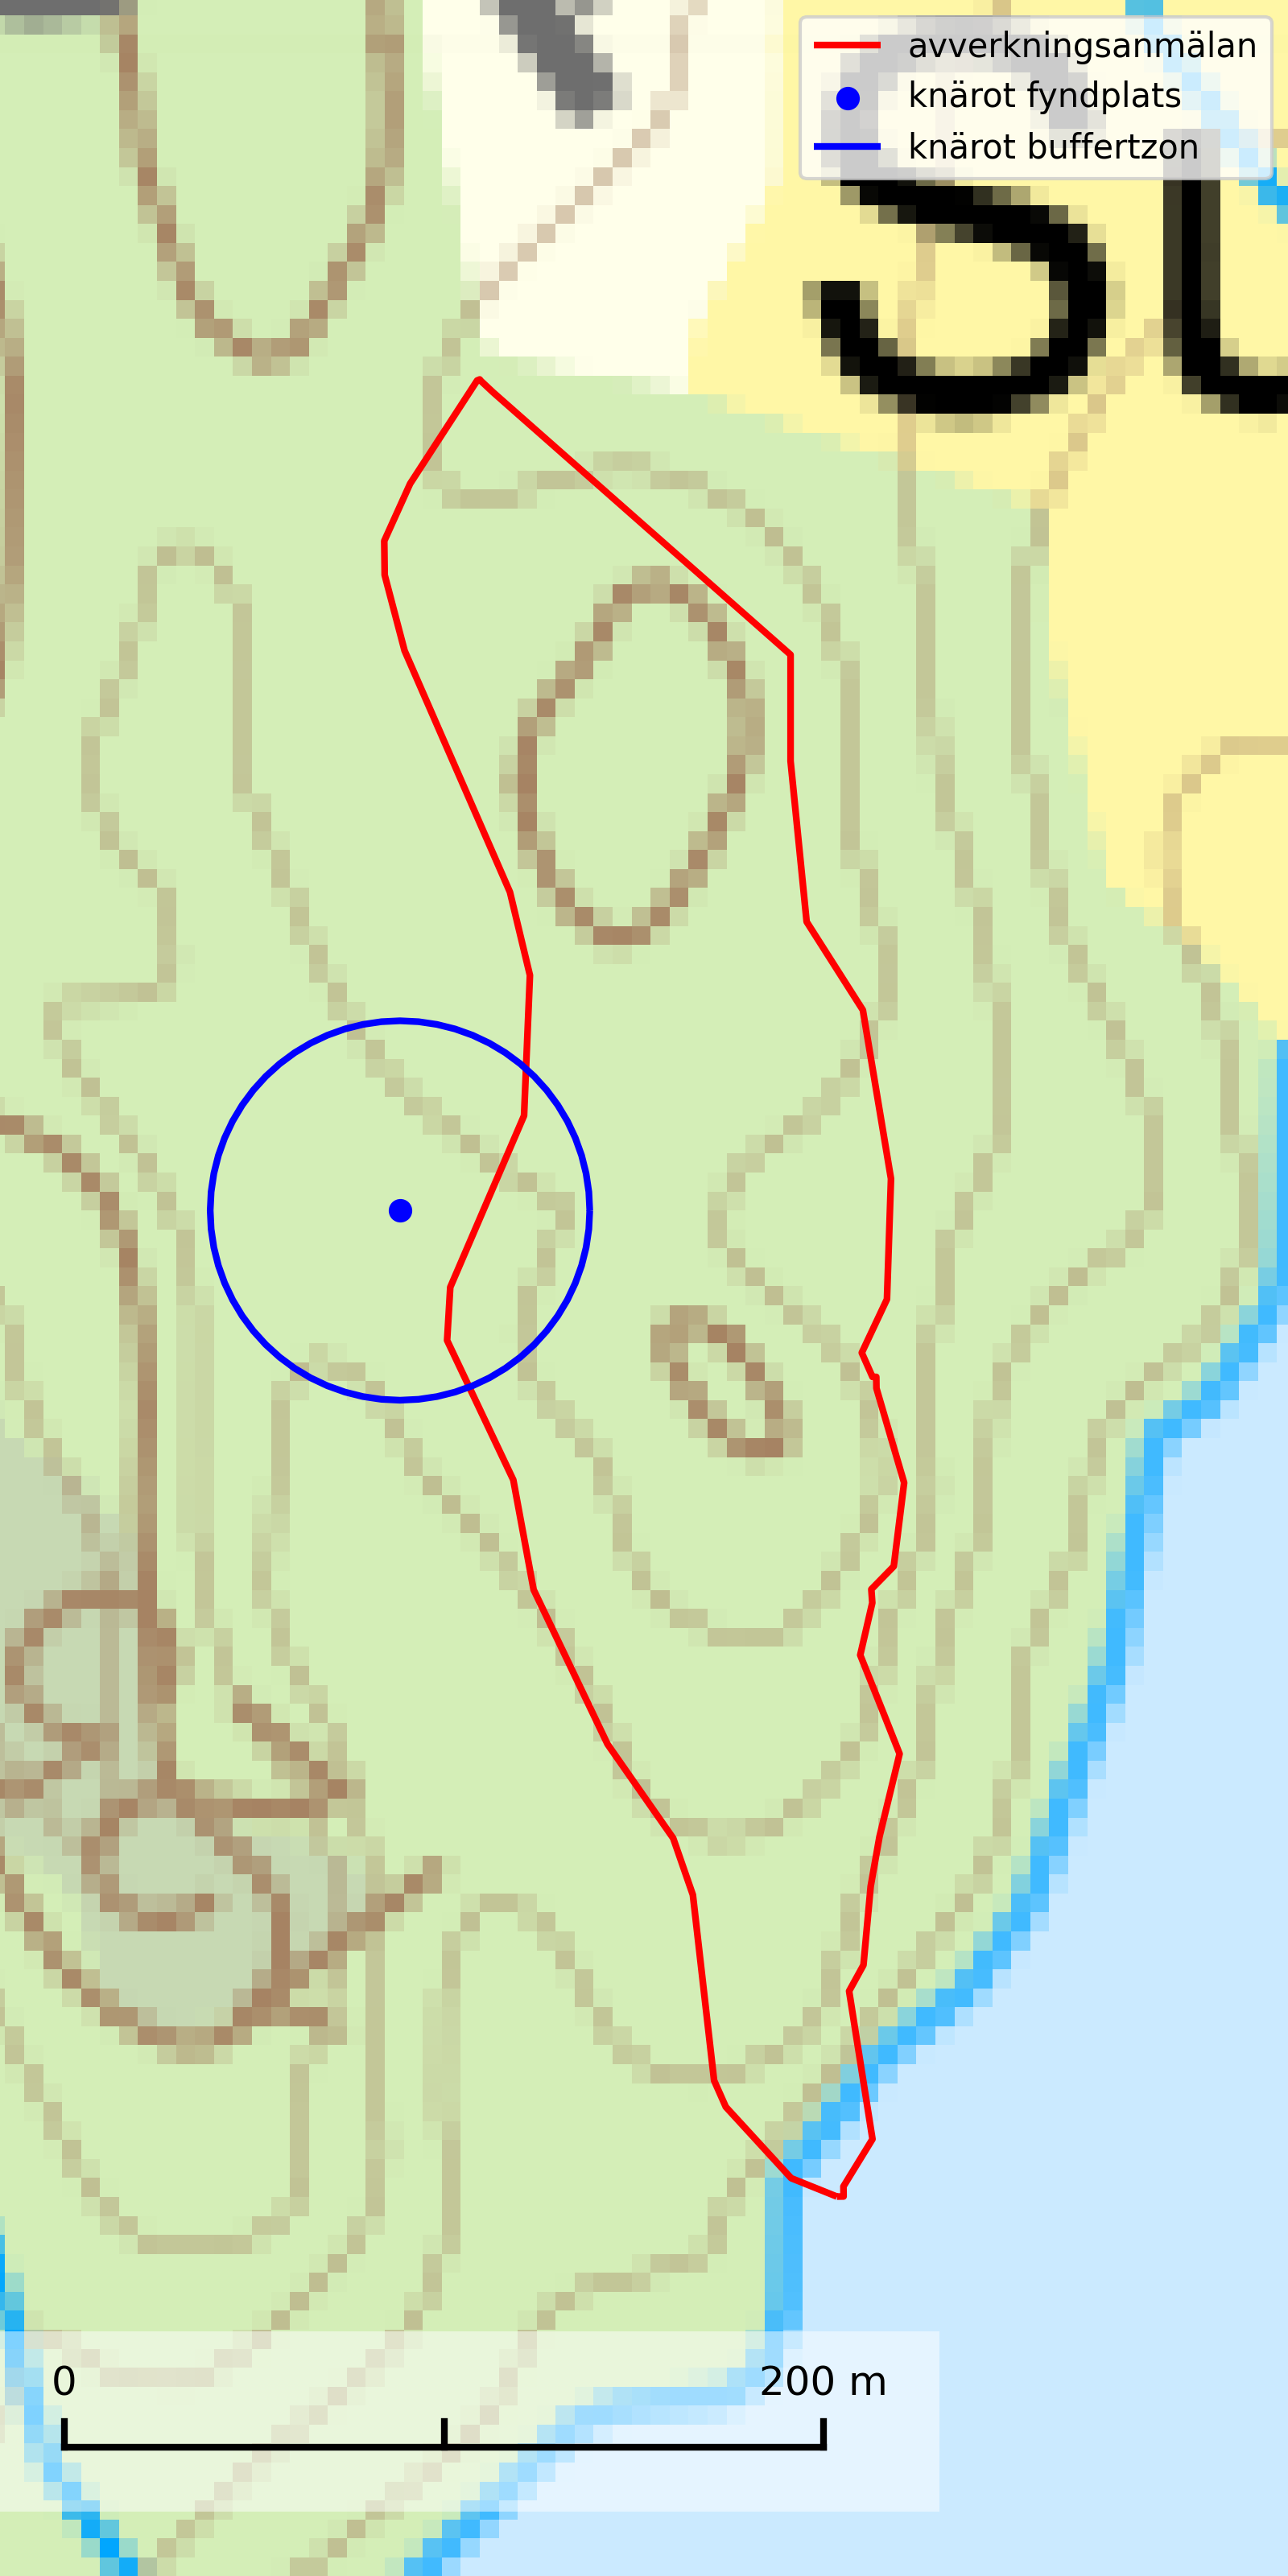 avverkningsanmälan
knärot fyndplats
knärot buffertzon
0 200 m